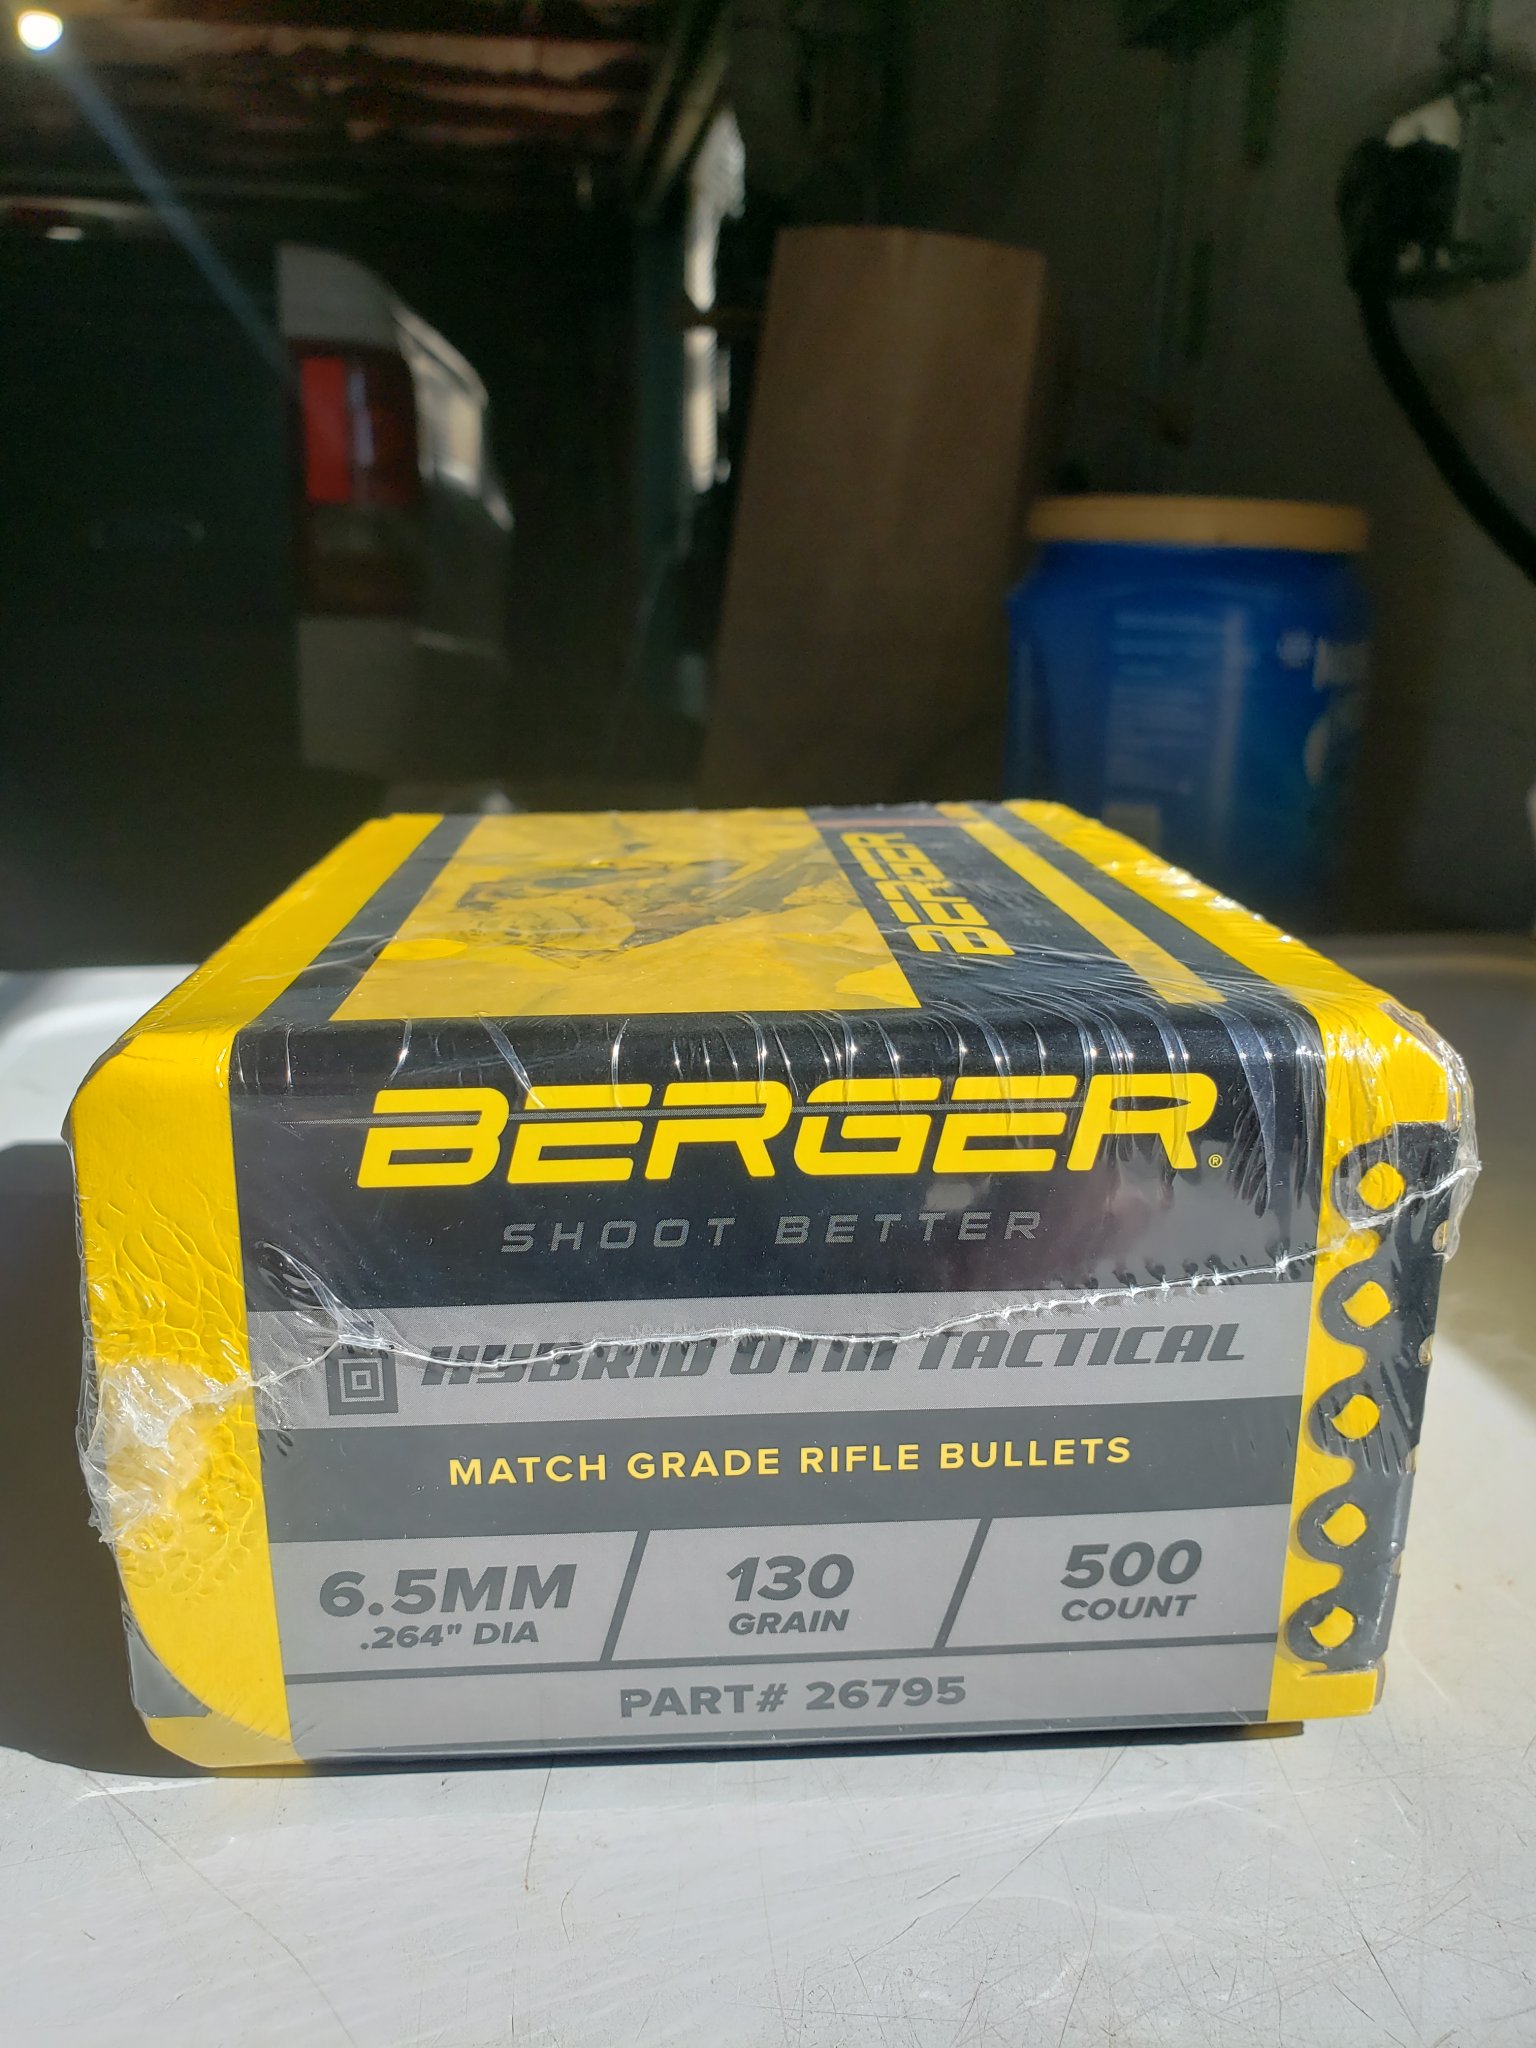 BERGER
BERGER®
SHOOT BETTER
HYBRID OTM TACTICAL
MATCH GRADE RIFLE BULLETS
6.5MM
.264" DIA
130
GRAIN
500
COUNT
PART# 26795